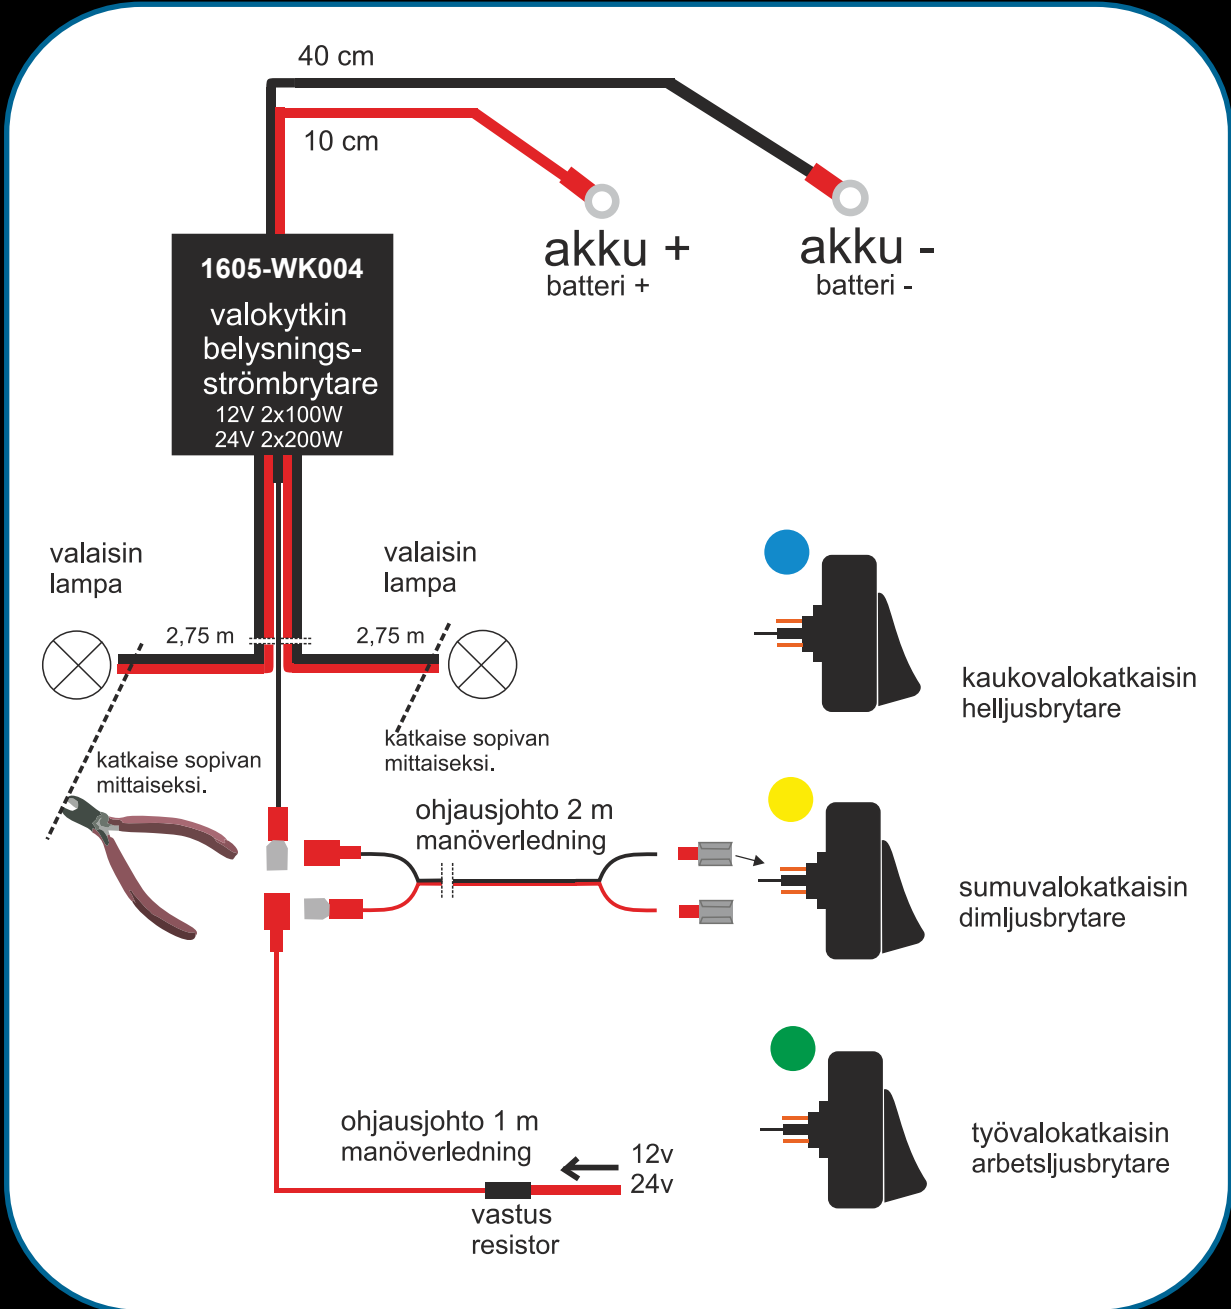 40 cm
10 cm
akku +
batteri +
akku -
batteri -
1605-WK004
valokytkin
belysnings-
strömbrytare
12V 2x100W
24V 2x200W
valaisin
lampa
valaisin
lampa
2,75 m
2,75 m
katkaise sopivan
mittaiseksi.
katkaise sopivan
mittaiseksi.
kaukovalokatkaisin
helljusbrytare
ohjausjohto 2 m
manöverledning
sumuvalokatkaisin
dimljusbrytare
ohjausjohto 1 m
manöverledning
12v
24v
vastus
resistor
työvalokatkaisin
arbetsljusbrytare